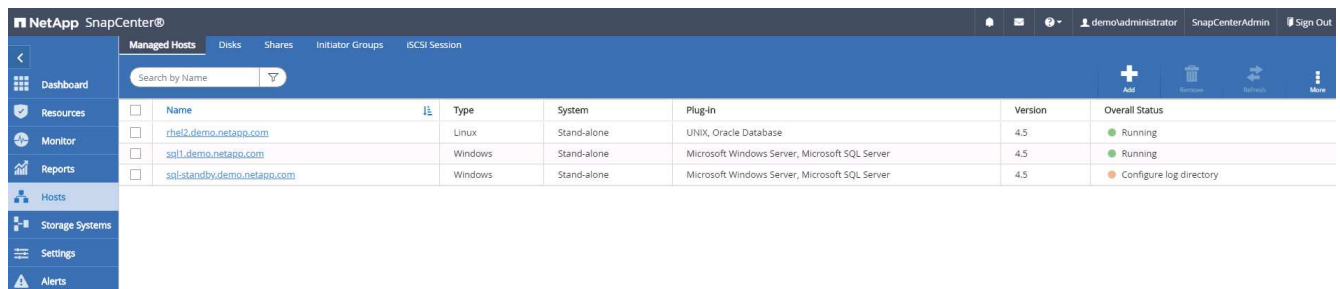 NetApp SnapCenter® demo\administrator SnapCenterAdmin Sign Out
Managed Hosts Disks Shares Initiator Groups iSCSI Session
Search by Name
Add Remove Refresh More
Dashboard
Resources
Monitor
Reports
Hosts
Storage Systems
Settings
Alerts
Name Type System Plug-in Version Overall Status
rhel2.demo.netapp.com Linux Stand-alone UNIX, Oracle Database 4.5 Running
sql1.demo.netapp.com Windows Stand-alone Microsoft Windows Server, Microsoft SQL Server 4.5 Running
sql-standby.demo.netapp.com Windows Stand-alone Microsoft Windows Server, Microsoft SQL Server 4.5 Configure log directory